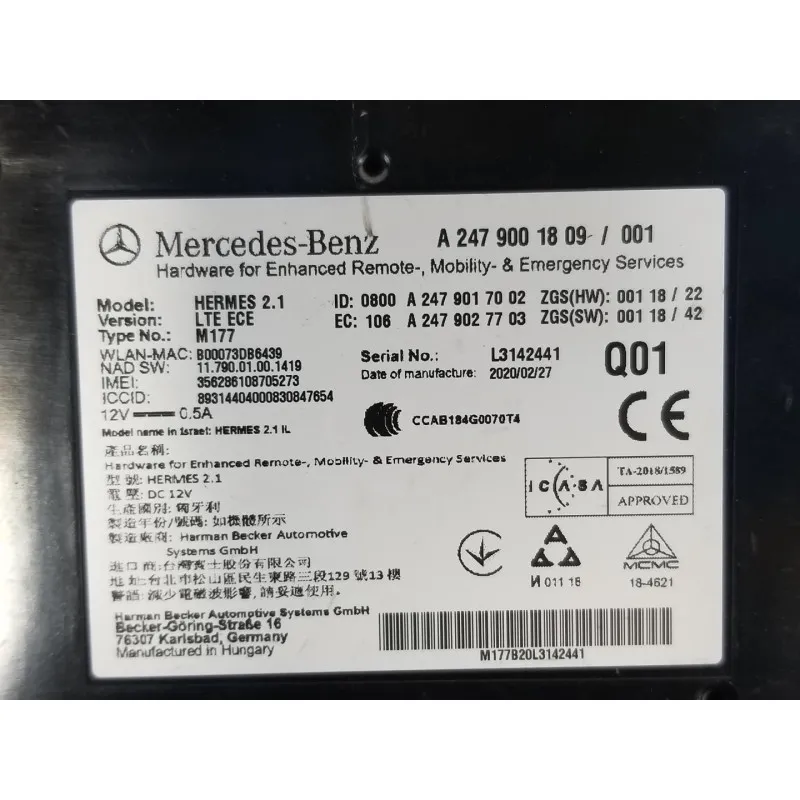 Mercedes-Benz A 247 900 18 09 / 001
Hardware for Enhanced Remote-, Mobility- & Emergency Services
Model: HERMES 2.1 ID: 0800 A 247 901 70 02 ZGS(HW): 001 18 / 22
Version: LTE ECE EC: 106 A 247 902 77 03 ZGS(SW): 001 18 / 42
Type No.: M177
WLAN-MAC: B00073DB6439 Serial No.: L3142441 Q01
NAD SW: 11.790.01.00.1419 Date of manufacture: 2020/02/27
IMEI: 356286108705273
ICCID: 89314404000830847654
12V 0.5A CCAB184G0070T4 CE
Model name in Israel: HERMES 2.1 IL
產品名稱:
Hardware for Enhanced Remote-, Mobility- & Emergency Services
型號: HERMES 2.1
電壓: DC 12V
生產國別: 匈牙利
製造年份/號碼: 如機體所示
製造廠商: Harman Becker Automotive
Systems GmbH
進口商: 台灣賓士股份有限公司
地址: 台北市松山區民生東路三段129號13樓
警語: 減少電磁波影響, 請妥適使用.
ICASA TA-2018/1589
APPROVED
И 011 18
MCMC
18-4621
Harman Becker Automotive Systems GmbH
Becker-Göring-Straße 16
76307 Karlsbad, Germany
Manufactured in Hungary
M177B20L3142441